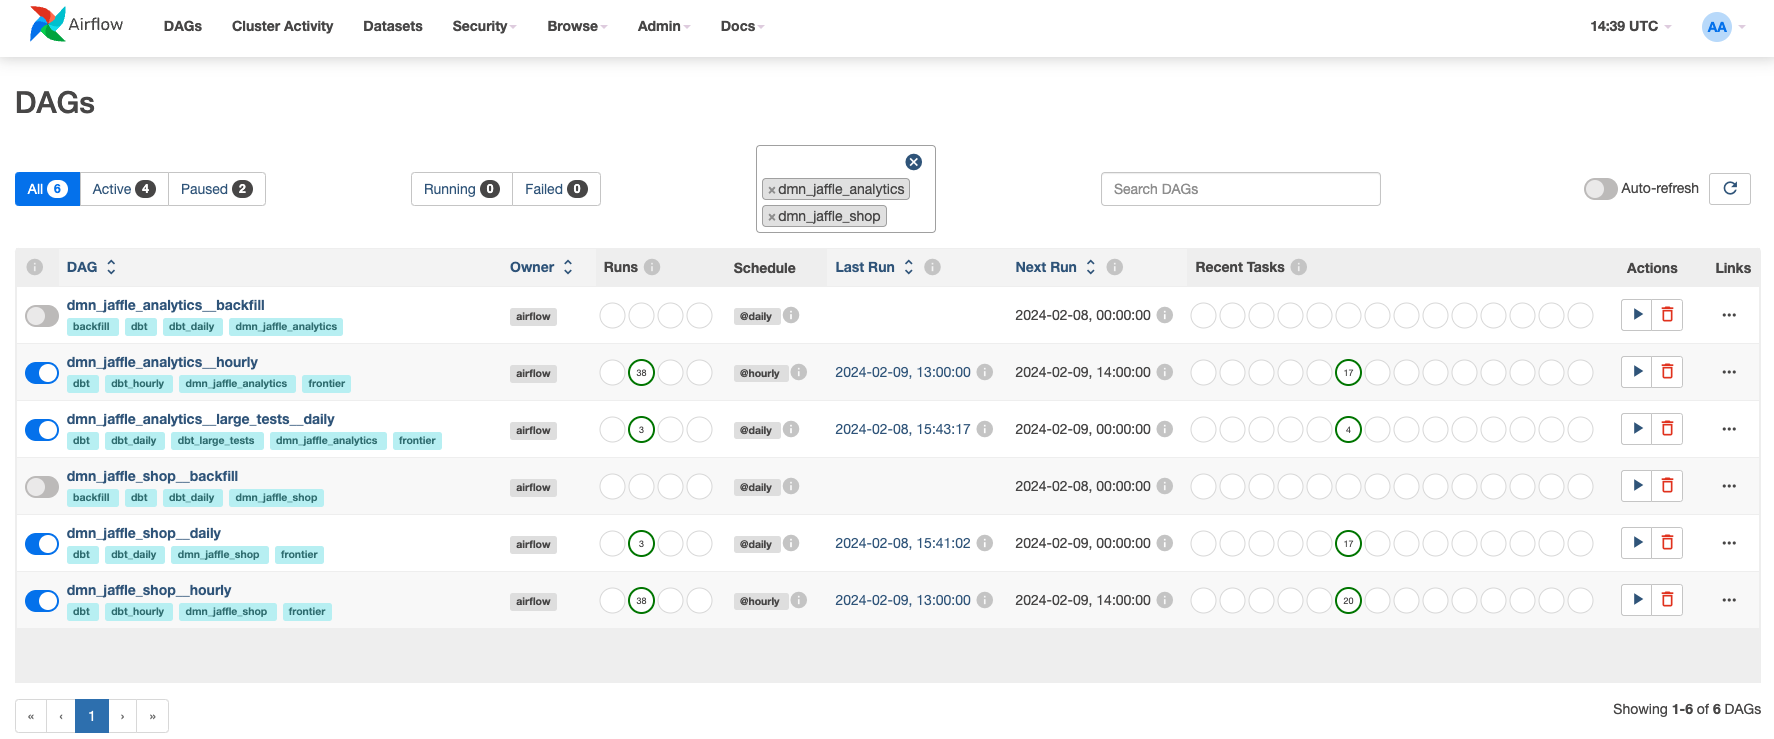 Airflow DAGs Cluster Activity Datasets Security Browse Admin Docs 14:39 UTC AA
DAGs
All 6 Active 4 Paused 2 Running 0 Failed 0
× dmn_jaffle_analytics
× dmn_jaffle_shop
Search DAGs
Auto-refresh
DAG Owner Runs Schedule Last Run Next Run Recent Tasks Actions Links
dmn_jaffle_analytics__backfill
backfill dbt dbt_daily dmn_jaffle_analytics
airflow @daily 2024-02-08, 00:00:00
dmn_jaffle_analytics__hourly
dbt dbt_hourly dmn_jaffle_analytics frontier
airflow 38 @hourly 2024-02-09, 13:00:00 2024-02-09, 14:00:00 17
dmn_jaffle_analytics__large_tests__daily
dbt dbt_daily dbt_large_tests dmn_jaffle_analytics frontier
airflow 3 @daily 2024-02-08, 15:43:17 2024-02-09, 00:00:00 4
dmn_jaffle_shop__backfill
backfill dbt dbt_daily dmn_jaffle_shop
airflow @daily 2024-02-08, 00:00:00
dmn_jaffle_shop__daily
dbt dbt_daily dmn_jaffle_shop frontier
airflow 3 @daily 2024-02-08, 15:41:02 2024-02-09, 00:00:00 17
dmn_jaffle_shop__hourly
dbt dbt_hourly dmn_jaffle_shop frontier
airflow 38 @hourly 2024-02-09, 13:00:00 2024-02-09, 14:00:00 20
« ‹ 1 › »
Showing 1-6 of 6 DAGs